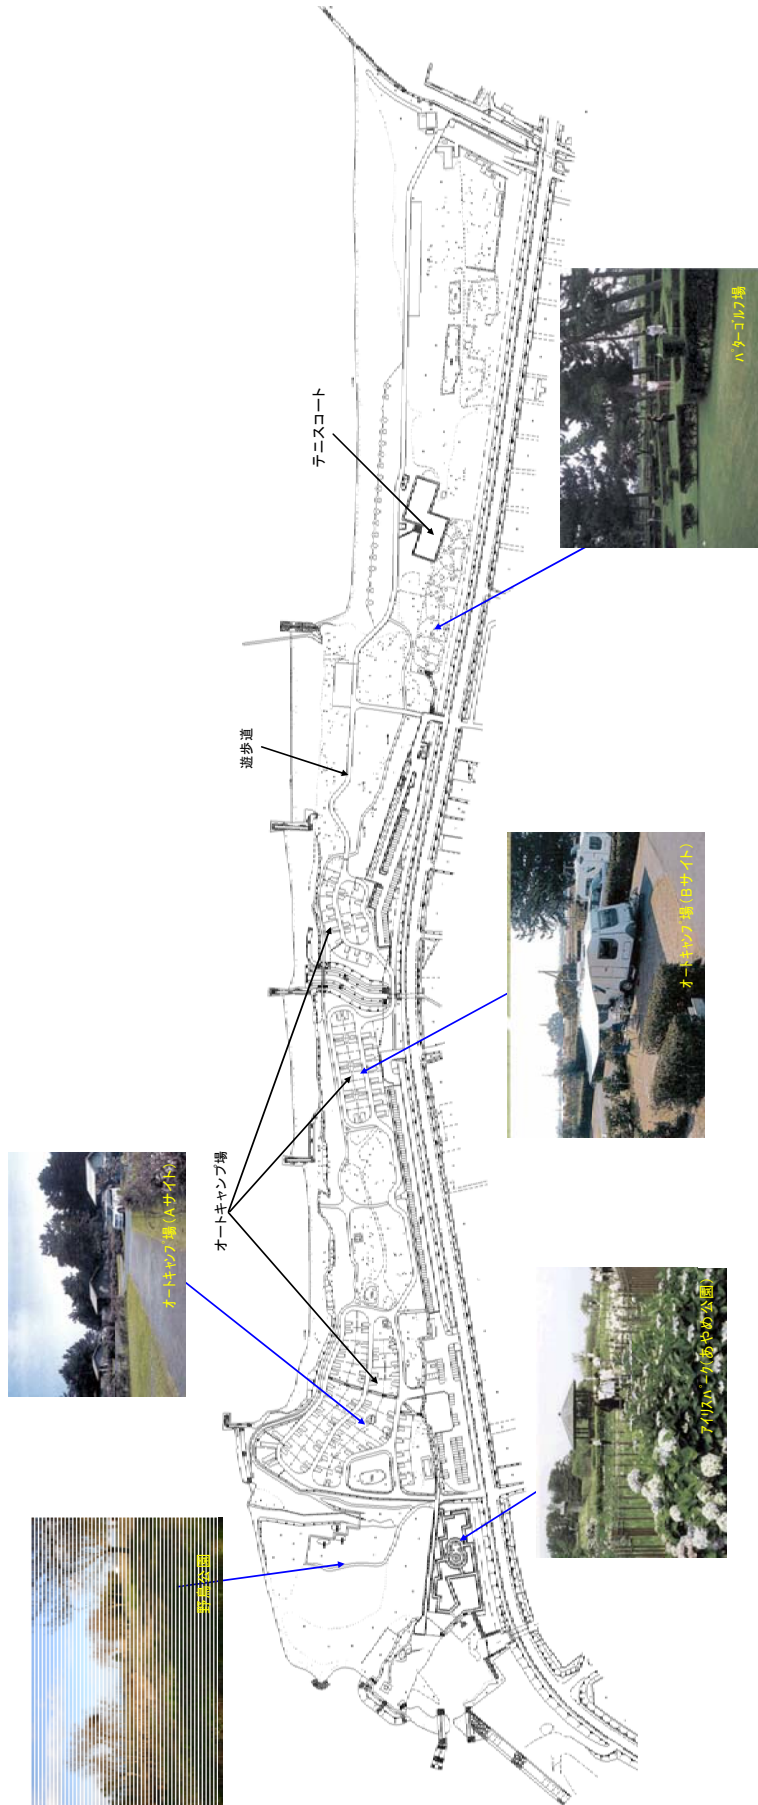 野鳥公園
オートキャンプ場(Aサイト)
オートキャンプ場
遊歩道
テニスコート
アイリスパーク(あやめ公園)
オートキャンプ場(Bサイト)
パターゴルフ場